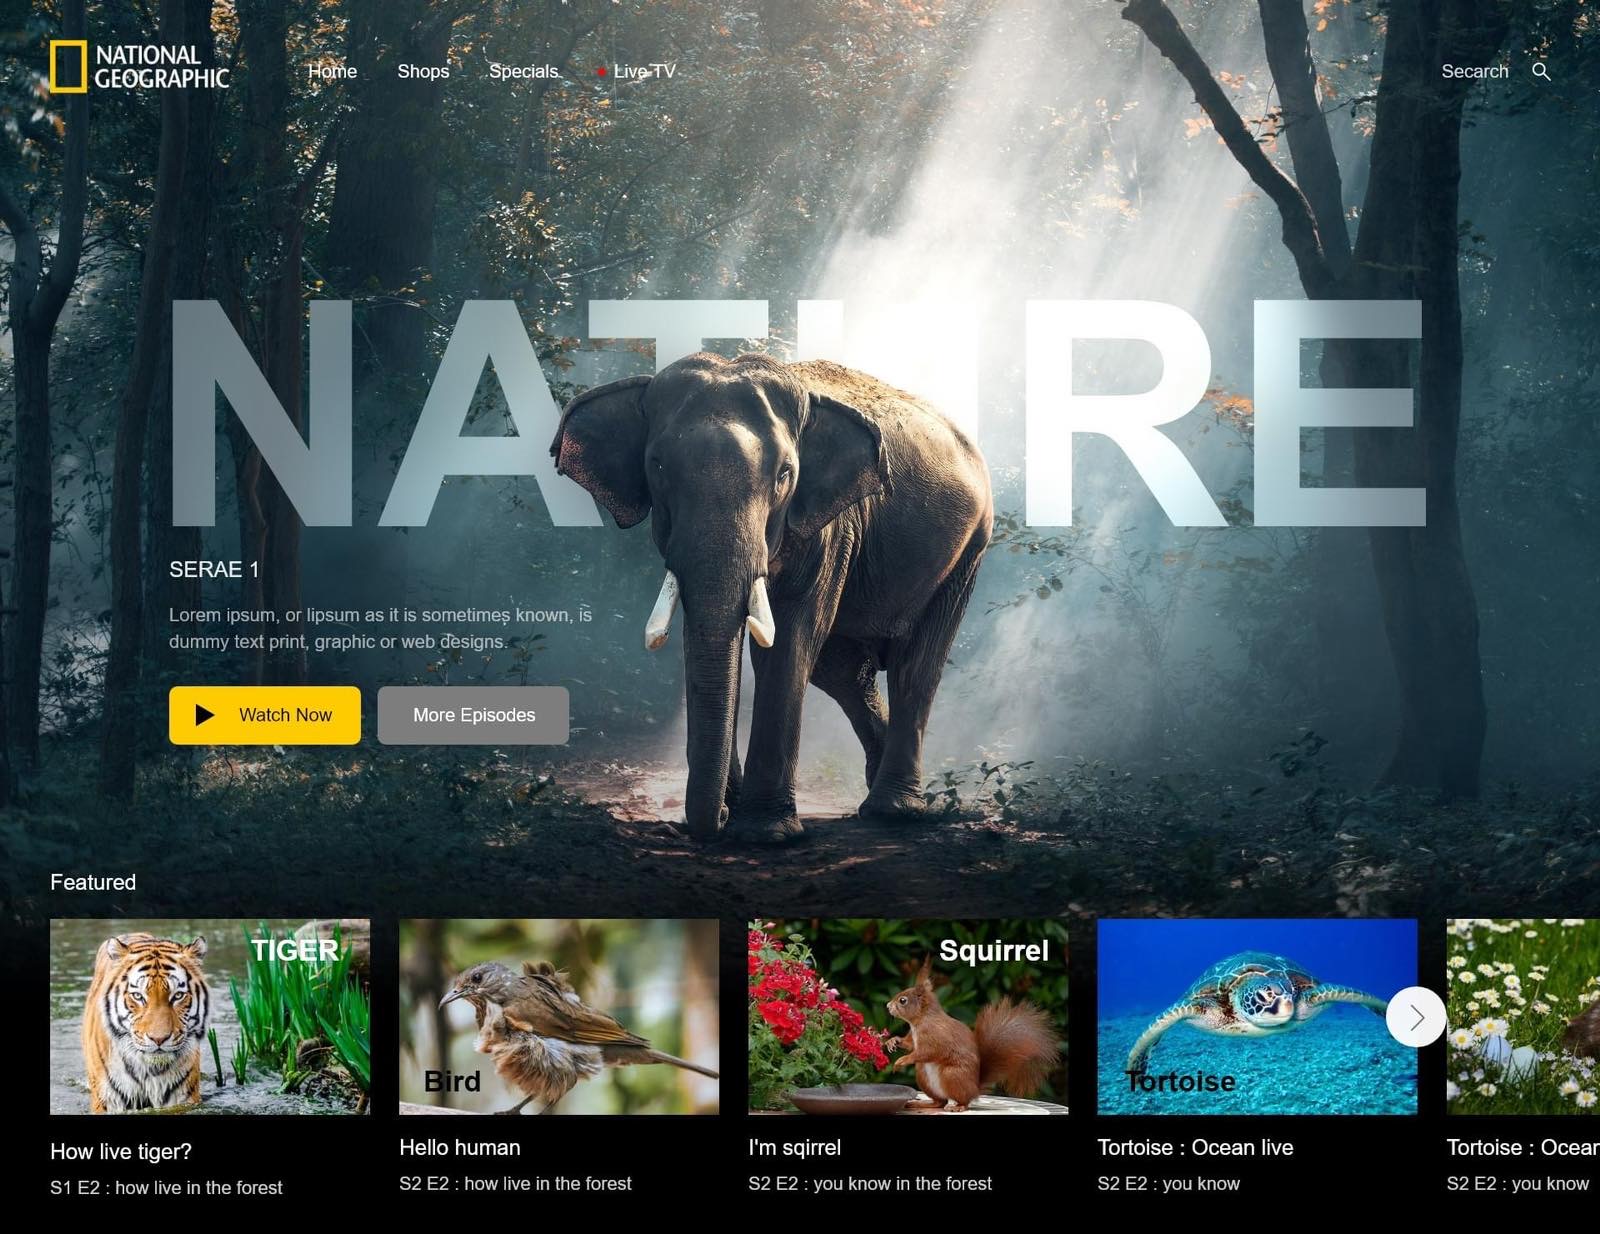 NATIONAL
GEOGRAPHIC
Home Shops Specials Live TV
Secarch
NATURE
SERAE 1
Lorem ipsum, or lipsum as it is sometimes known, is
dummy text print, graphic or web designs.
Watch Now More Episodes
Featured
TIGER
Bird
Squirrel
Tortoise
How live tiger?
S1 E2 : how live in the forest
Hello human
S2 E2 : how live in the forest
I'm sqirrel
S2 E2 : you know in the forest
Tortoise : Ocean live
S2 E2 : you know
Tortoise : Ocean
S2 E2 : you know